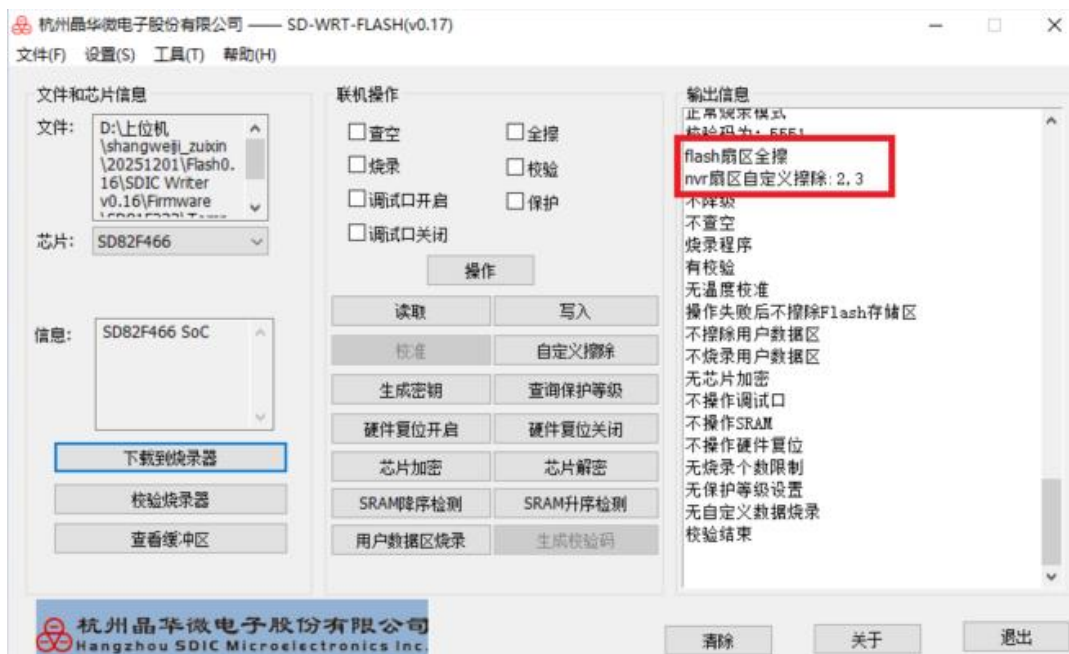 杭州晶华微电子股份有限公司 —— SD-WRT-FLASH(v0.17)
文件(F) 设置(S) 工具(T) 帮助(H)
文件和芯片信息
文件:
D:\上位机
\shangweiji_zuixin
\20251201\Flash0.
16\SDIC Writer
v0.16\Firmware
芯片:
SD82F466
信息:
SD82F466 SoC
下载到烧录器
校验烧录器
查看缓冲区
联机操作
查空 全擦
烧录 校验
调试口开启 保护
调试口关闭
操作
读取 写入
校准 自定义擦除
生成密钥 查询保护等级
硬件复位开启 硬件复位关闭
芯片加密 芯片解密
SRAM降序检测 SRAM升序检测
用户数据区烧录 生成校验码
输出信息
正常烧录模式
校验码为: 5551
flash扇区全擦
nvr扇区自定义擦除:2,3
不降级
不查空
烧录程序
有校验
无温度校准
操作失败后不擦除Flash存储区
不擦除用户数据区
不烧录用户数据区
无芯片加密
不操作调试口
不操作SRAM
不操作硬件复位
无烧录个数限制
无保护等级设置
无自定义数据烧录
校验结束
杭州晶华微电子股份有限公司
Hangzhou SDIC Microelectronics Inc.
清除 关于 退出